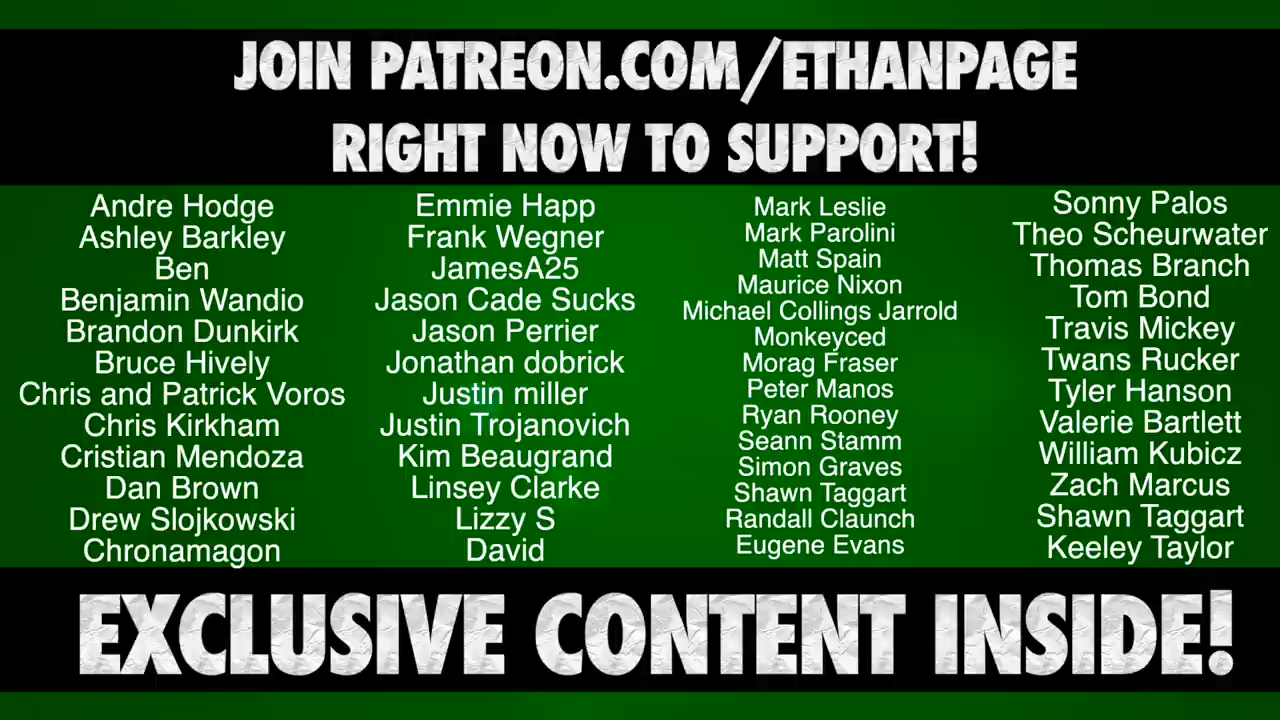 JOIN PATREON.COM/ETHANPAGE
RIGHT NOW TO SUPPORT!
Andre Hodge
Ashley Barkley
Ben
Benjamin Wandio
Brandon Dunkirk
Bruce Hively
Chris and Patrick Voros
Chris Kirkham
Cristian Mendoza
Dan Brown
Drew Slojkowski
Chronamagon
Emmie Happ
Frank Wegner
JamesA25
Jason Cade Sucks
Jason Perrier
Jonathan dobrick
Justin miller
Justin Trojanovich
Kim Beaugrand
Linsey Clarke
Lizzy S
David
Mark Leslie
Mark Parolini
Matt Spain
Maurice Nixon
Michael Collings Jarrold
Monkeyced
Morag Fraser
Peter Manos
Ryan Rooney
Seann Stamm
Simon Graves
Shawn Taggart
Randall Claunch
Eugene Evans
Sonny Palos
Theo Scheurwater
Thomas Branch
Tom Bond
Travis Mickey
Twans Rucker
Tyler Hanson
Valerie Bartlett
William Kubicz
Zach Marcus
Shawn Taggart
Keeley Taylor
EXCLUSIVE CONTENT INSIDE!